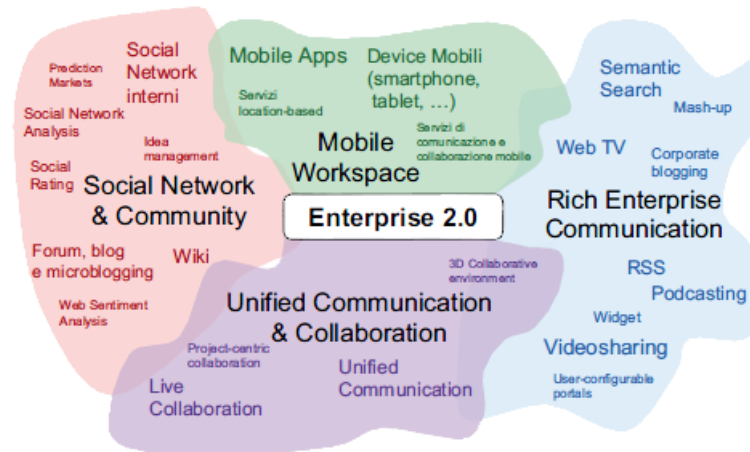 Prediction
Markets
Social
Network
interni
Social Network
Analysis
Idea
management
Social
Rating
Social Network
& Community
Forum, blog
e microblogging
Wiki
Web Sentiment
Analysis
Mobile Apps
Device Mobili
(smartphone,
tablet, ...)
Servizi
location-based
Servizi di
comunicazione e
collaborazione mobile
Mobile
Workspace
Enterprise 2.0
Semantic
Search
Mash-up
Web TV
Corporate
blogging
Rich Enterprise
Communication
RSS
Podcasting
Widget
Videosharing
User-configurable
portals
3D Collaborative
environment
Unified Communication
& Collaboration
Project-centric
collaboration
Live
Collaboration
Unified
Communication